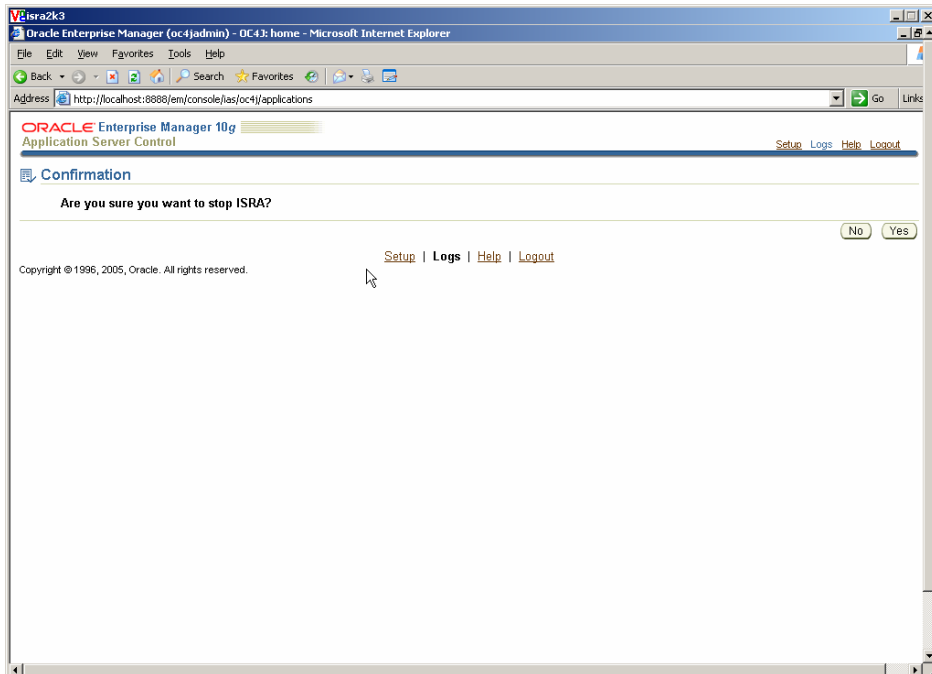 isra2k3
Oracle Enterprise Manager (oc4jadmin) - OC4J: home - Microsoft Internet Explorer
File Edit View Favorites Tools Help
Back Search Favorites
Address http://localhost:8888/em/console/ias/oc4j/applications Go Links
ORACLE Enterprise Manager 10g
Application Server Control
Setup Logs Help Logout
Confirmation
Are you sure you want to stop ISRA?
No Yes
Setup | Logs | Help | Logout
Copyright © 1996, 2005, Oracle. All rights reserved.